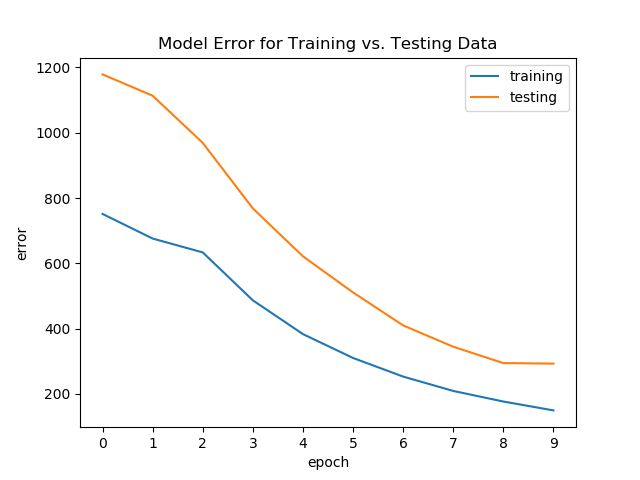 Model Error for Training vs. Testing Data
training
testing
1200
1000
800
600
400
200
error
0 1 2 3 4 5 6 7 8 9
epoch